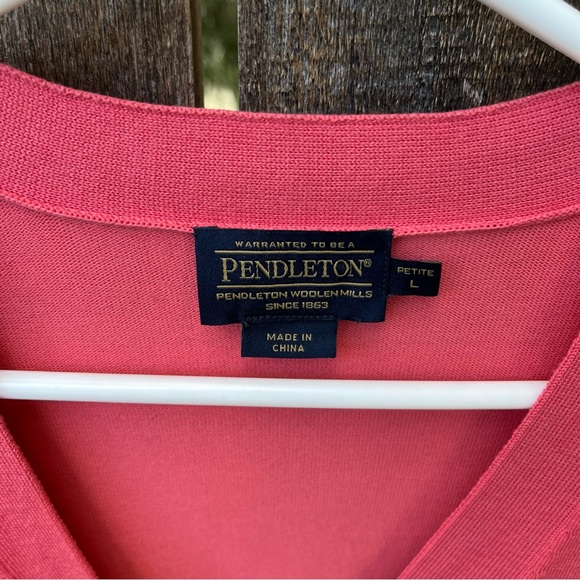 WARRANTED TO BE A
PENDLETON®
PENDLETON WOOLEN MILLS
SINCE 1863
PETITE
L
MADE IN
CHINA